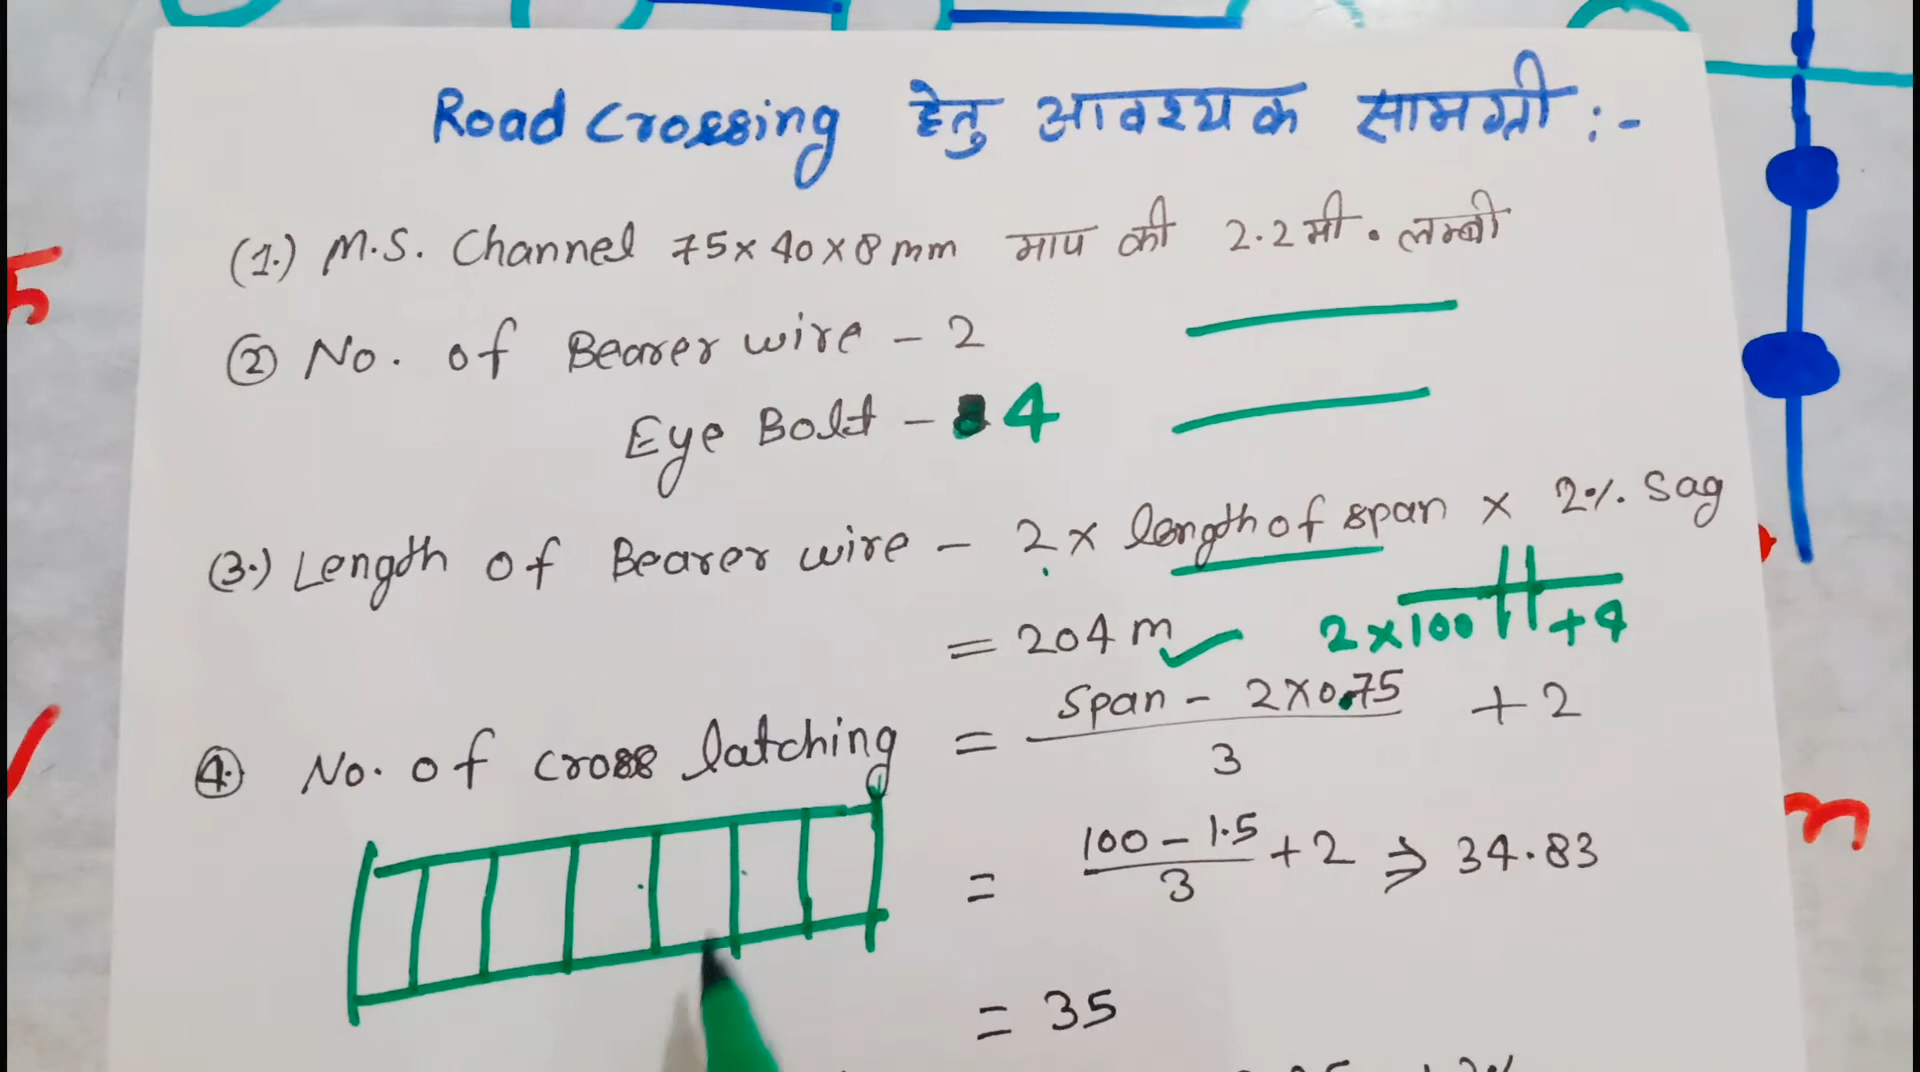 Road Crossing हेतु आवश्यक सामग्री :-
(1.) M.S. Channel 75 x 40 x 8 mm माप की 2.2 मी. लम्बी
② No. of Bearer wire - 2
Eye Bolt - 4
(3.) Length of Bearer wire - 2 x length of span x 2% Sag
= 204 m 2 x 100 + 4
④ No. of cross latching = (span - 2 x 0.75) / 3 + 2
= (100 - 1.5) / 3 + 2 ⇒ 34.83
= 35